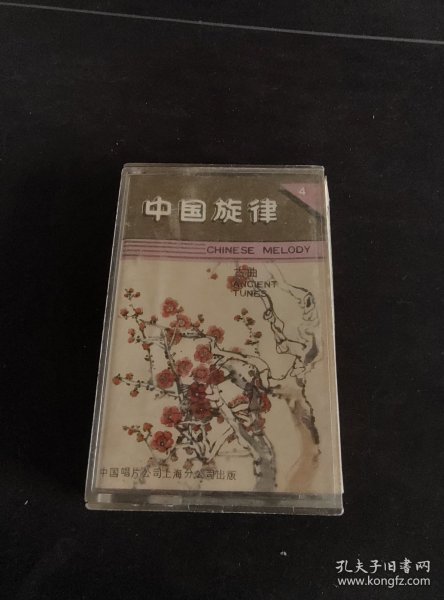 4
中国旋律
CHINESE MELODY
古曲
ANCIENT
TUNES
中国唱片公司上海分公司出版
孔夫子旧书网
www.kongfz.com